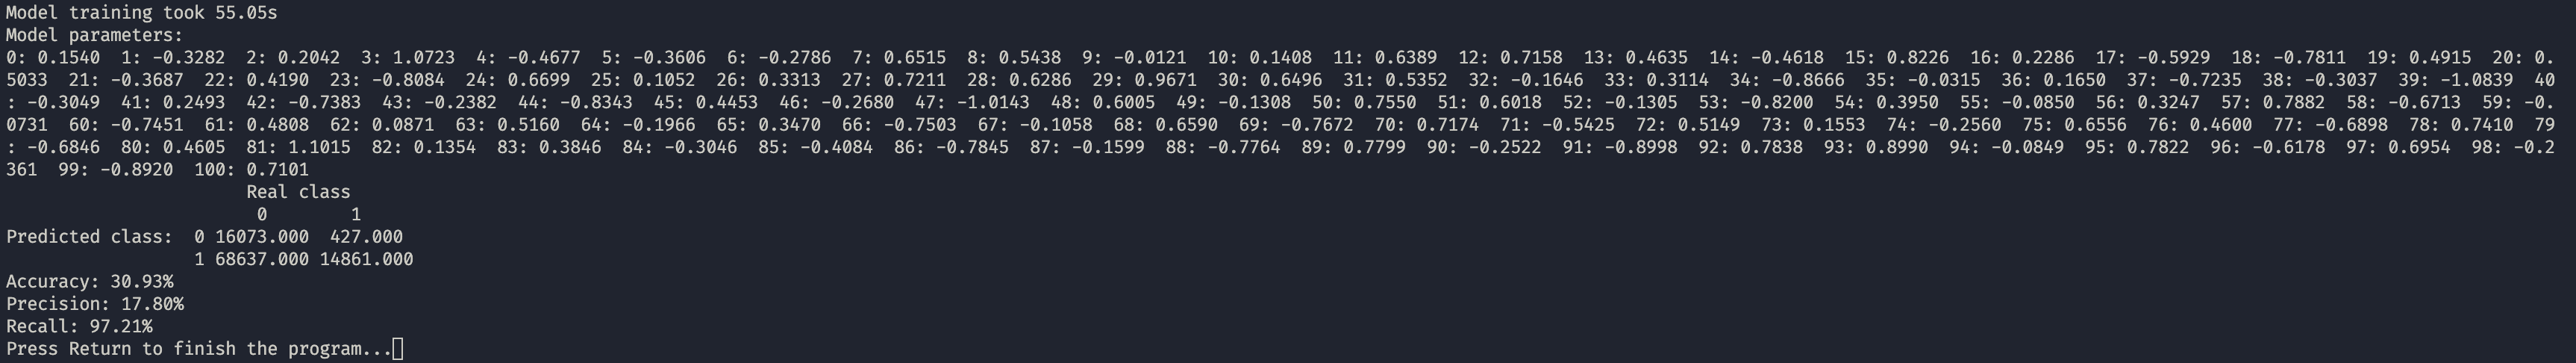 Model training took 55.05s
Model parameters:
0: 0.1540  1: -0.3282  2: 0.2042  3: 1.0723  4: -0.4677  5: -0.3606  6: -0.2786  7: 0.6515  8: 0.5438  9: -0.0121  10: 0.1408  11: 0.6389  12: 0.7158  13: 0.4635  14: -0.4618  15: 0.8226  16: 0.2286  17: -0.5929  18: -0.7811  19: 0.4915  20: 0.
5033  21: -0.3687  22: 0.4190  23: -0.8084  24: 0.6699  25: 0.1052  26: 0.3313  27: 0.7211  28: 0.6286  29: 0.9671  30: 0.6496  31: 0.5352  32: -0.1646  33: 0.3114  34: -0.8666  35: -0.0315  36: 0.1650  37: -0.7235  38: -0.3037  39: -1.0839  40
: -0.3049  41: 0.2493  42: -0.7383  43: -0.2382  44: -0.8343  45: 0.4453  46: -0.2680  47: -1.0143  48: 0.6005  49: -0.1308  50: 0.7550  51: 0.6018  52: -0.1305  53: -0.8200  54: 0.3950  55: -0.0850  56: 0.3247  57: 0.7882  58: -0.6713  59: -0.
0731  60: -0.7451  61: 0.4808  62: 0.0871  63: 0.5160  64: -0.1966  65: 0.3470  66: -0.7503  67: -0.1058  68: 0.6590  69: -0.7672  70: 0.7174  71: -0.5425  72: 0.5149  73: 0.1553  74: -0.2560  75: 0.6556  76: 0.4600  77: -0.6898  78: 0.7410  79
: -0.6846  80: 0.4605  81: 1.1015  82: 0.1354  83: 0.3846  84: -0.3046  85: -0.4084  86: -0.7845  87: -0.1599  88: -0.7764  89: 0.7799  90: -0.2522  91: -0.8998  92: 0.7838  93: 0.8990  94: -0.0849  95: 0.7822  96: -0.6178  97: 0.6954  98: -0.2
361  99: -0.8920  100: 0.7101
Real class
0 1
Predicted class:  0 16073.000  427.000
1 68637.000 14861.000
Accuracy: 30.93%
Precision: 17.80%
Recall: 97.21%
Press Return to finish the program...